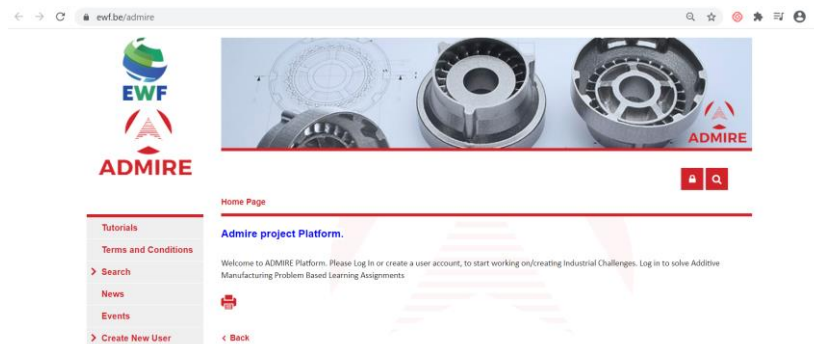 ewf.be/admire
EWF
ADMIRE
ADMIRE
Home Page
Tutorials
Terms and Conditions
Search
News
Events
Create New User
Admire project Platform.
Welcome to ADMIRE Platform. Please Log In or create a user account, to start working on/creating Industrial Challenges. Log in to solve Additive
Manufacturing Problem Based Learning Assignments
< Back